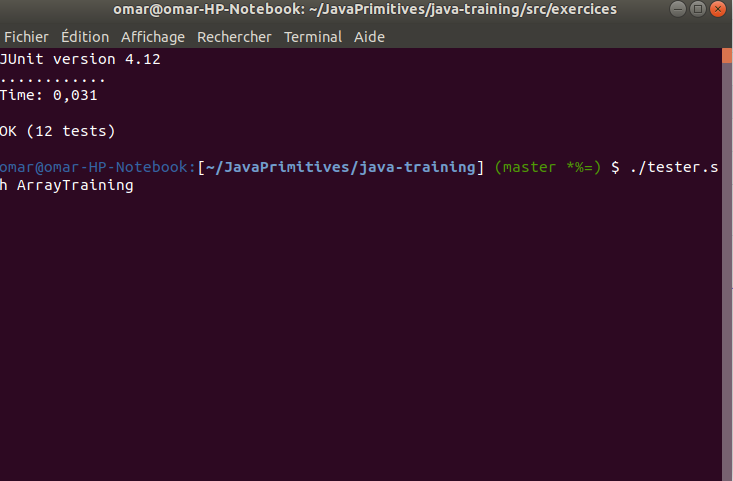 omar@omar-HP-Notebook: ~/JavaPrimitives/java-training/src/exercices
Fichier Édition Affichage Rechercher Terminal Aide
JUnit version 4.12
............
Time: 0,031
OK (12 tests)
omar@omar-HP-Notebook:[~/JavaPrimitives/java-training] (master *%=) $ ./tester.s
h ArrayTraining